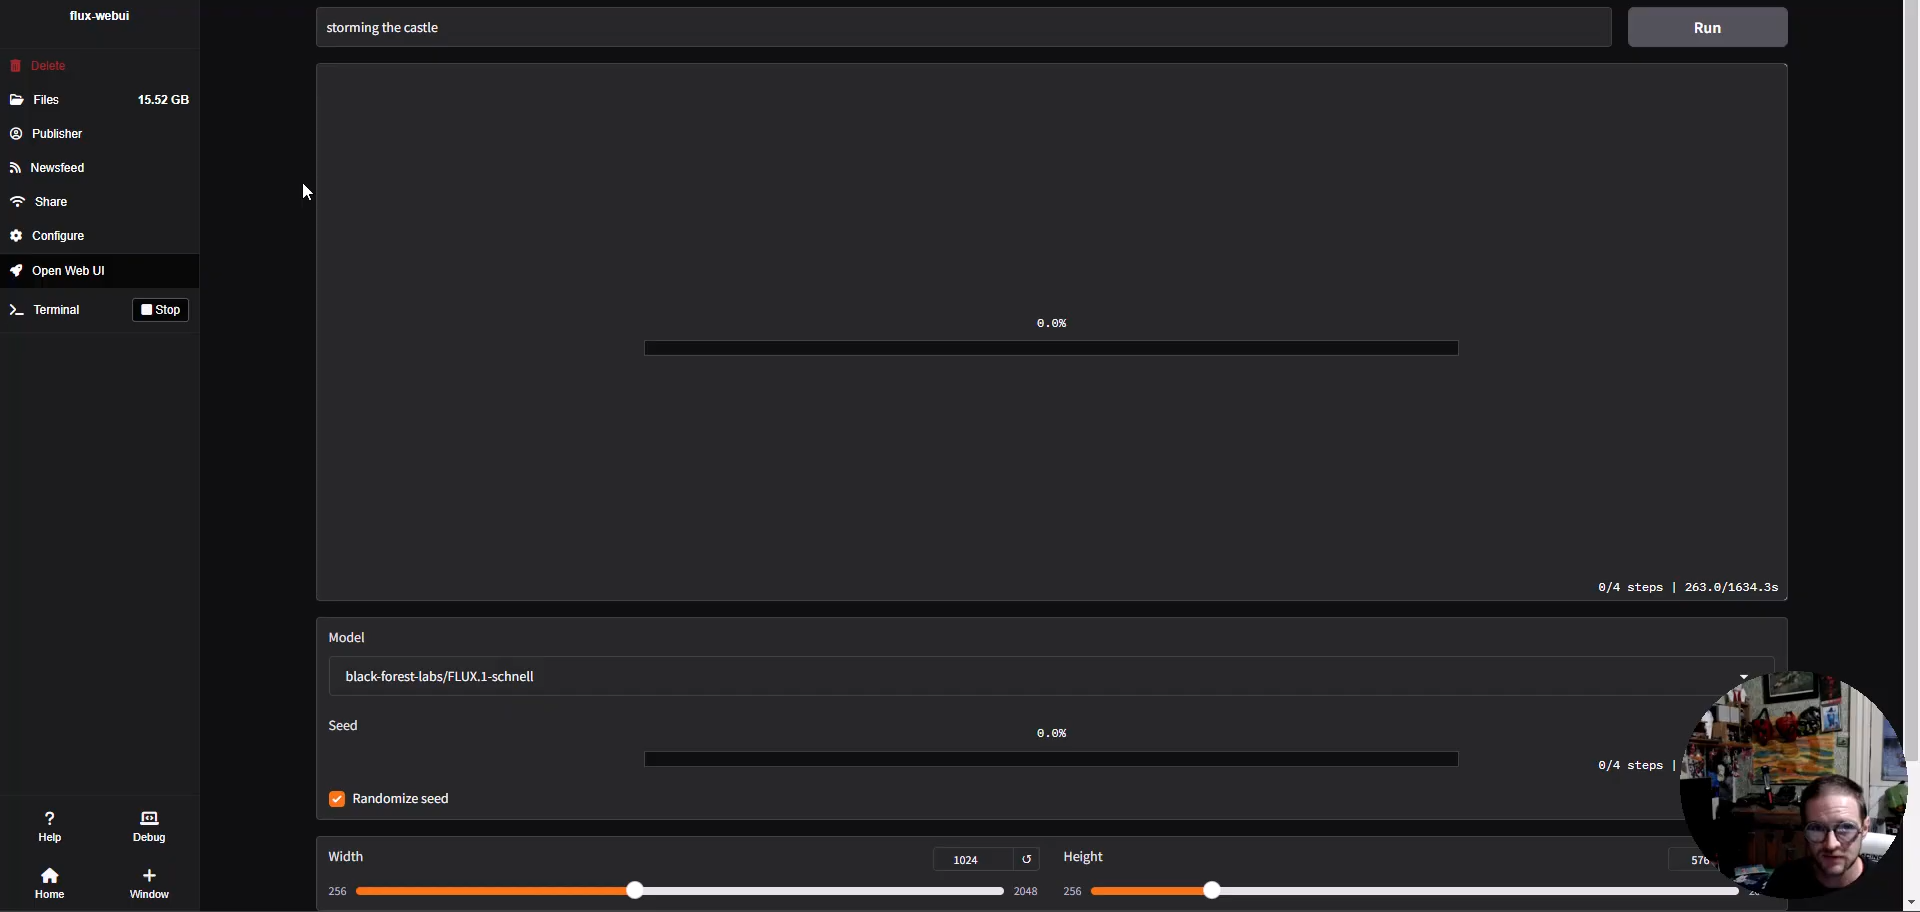 flux-webui
Delete
Files 15.52 GB
Publisher
Newsfeed
Share
Configure
Open Web UI
Terminal Stop
? Help
Debug
Home
Window
storming the castle Run
0.0%
0/4 steps | 263.0/1634.3s
Model
black-forest-labs/FLUX.1-schnell
Seed
0.0%
0/4 steps |
Randomize seed
Width 1024 ↺ Height
256 2048 256